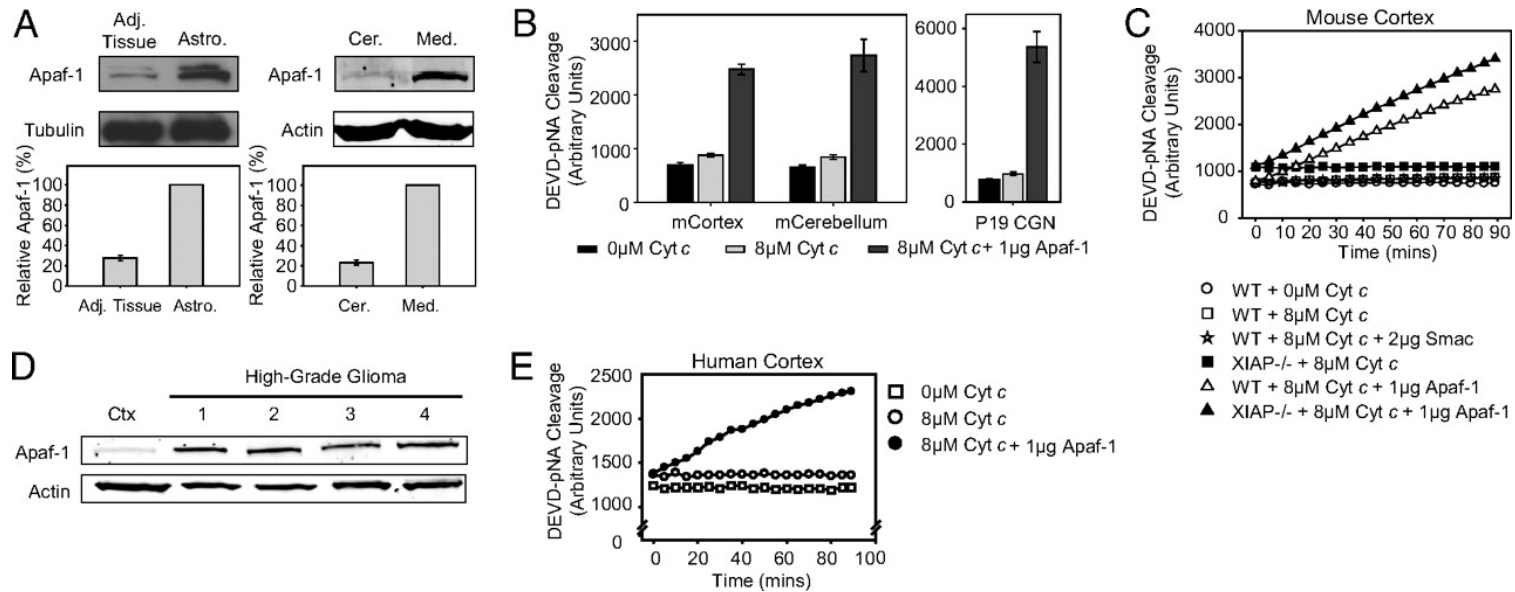 A
Adj. Tissue
Astro.
Cer.
Med.
Apaf-1
Apaf-1
Tubulin
Actin
Relative Apaf-1 (%)
100
80
60
40
20
0
Adj. Tissue
Astro.
Relative Apaf-1 (%)
100
80
60
40
20
0
Cer.
Med.
B
DEVD-pNA Cleavage
(Arbitrary Units)
3000
2000
1000
0
mCortex
mCerebellum
8000
6000
4000
2000
0
P19 CGN
0µM Cyt c
8µM Cyt c
8µM Cyt c + 1µg Apaf-1
C
Mouse Cortex
DEVD-pNA Cleavage
(Arbitrary Units)
4000
3000
2000
1000
0
0 10 20 30 40 50 60 70 80 90
Time (mins)
WT + 0µM Cyt c
WT + 8µM Cyt c
WT + 8µM Cyt c + 2µg Smac
XIAP-/- + 8µM Cyt c
WT + 8µM Cyt c + 1µg Apaf-1
XIAP-/- + 8µM Cyt c + 1µg Apaf-1
D
High-Grade Glioma
Ctx 1 2 3 4
Apaf-1
Actin
E
Human Cortex
DEVD-pNA Cleavage
(Arbitrary Units)
2500
2000
1500
1000
0
0 20 40 60 80 100
Time (mins)
0µM Cyt c
8µM Cyt c
8µM Cyt c + 1µg Apaf-1